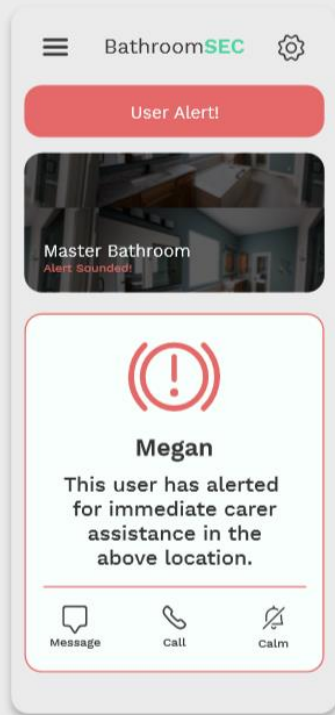 BathroomSEC
User Alert!
Master Bathroom
Alert Sounded!
Megan
This user has alerted
for immediate carer
assistance in the
above location.
Message Call Calm